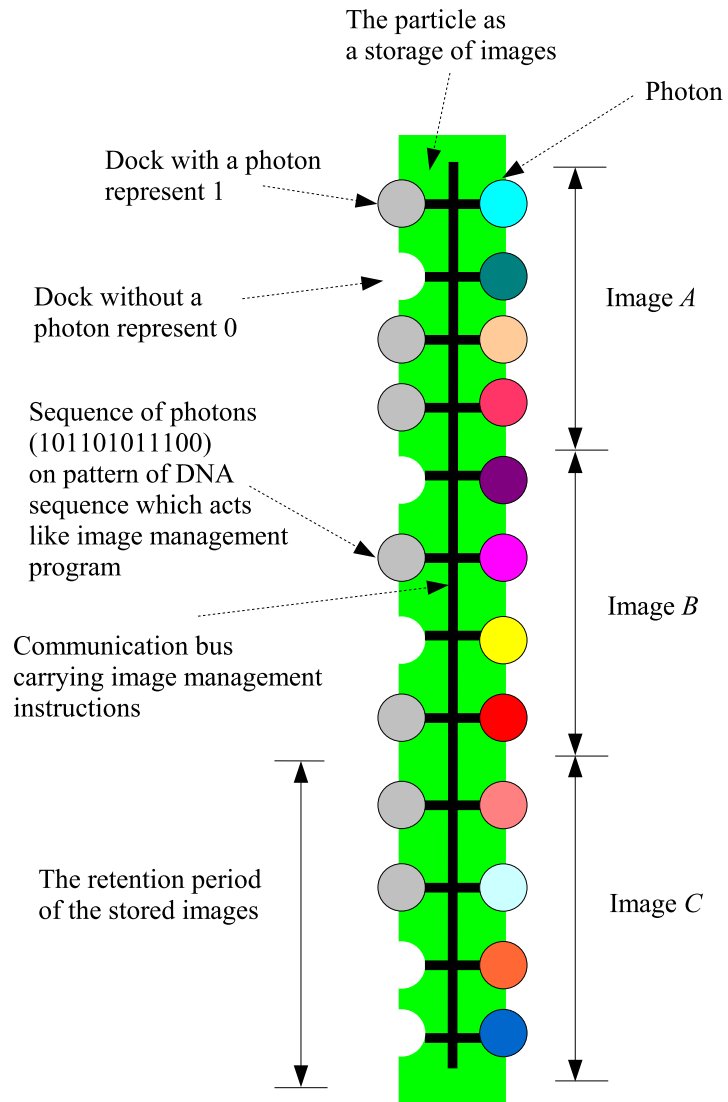 The particle as
a storage of images
Photon
Dock with a photon
represent 1
Dock without a
photon represent 0
Image A
Sequence of photons
(101101011100)
on pattern of DNA
sequence which acts
like image management
program
Image B
Communication bus
carrying image management
instructions
The retention period
of the stored images
Image C